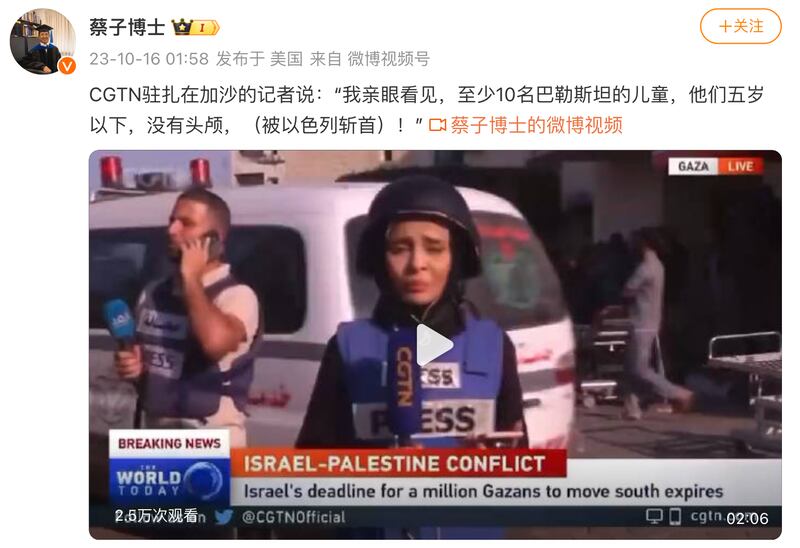 蔡子博士
I
+关注
23-10-16 01:58 发布于 美国 来自 微博视频号
CGTN驻扎在加沙的记者说：“我亲眼看见，至少10名巴勒斯坦的儿童，他们五岁
以下，没有头颅，（被以色列斩首）！” 蔡子博士的微博视频
GAZA LIVE
PRESS
CGTN
PRESS
BREAKING NEWS
THE
WORLD
TODAY
ISRAEL-PALESTINE CONFLICT
Israel's deadline for a million Gazans to move south expires
2.5万次观看
@CGTNOfficial
cgtn.com
02:06